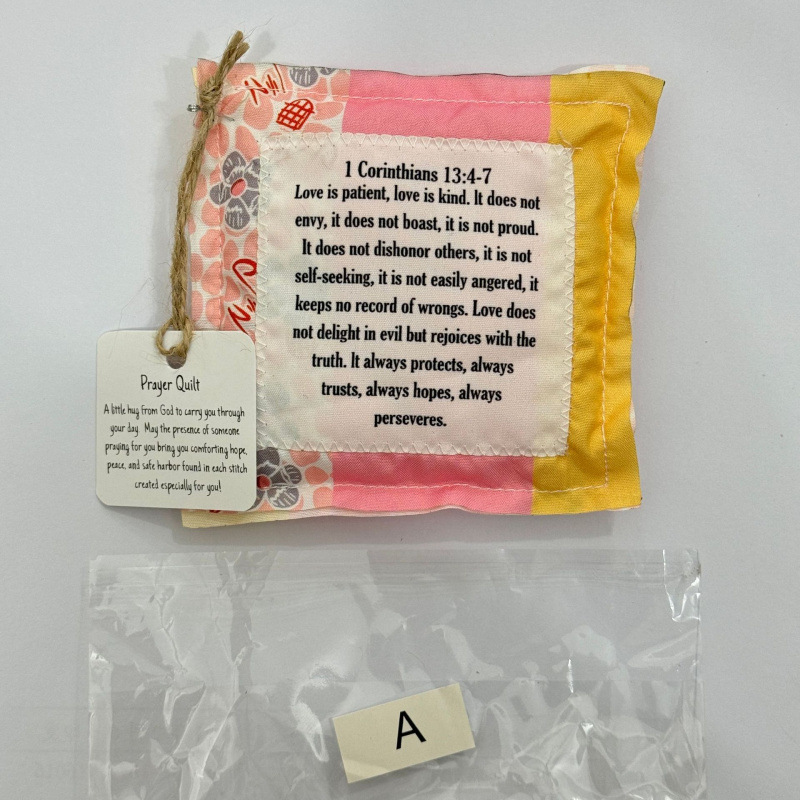 1 Corinthians 13:4-7
Love is patient, love is kind. It does not
envy, it does not boast, it is not proud.
It does not dishonor others, it is not
self-seeking, it is not easily angered, it
keeps no record of wrongs. Love does
not delight in evil but rejoices with the
truth. It always protects, always
trusts, always hopes, always
perseveres.
Prayer Quilt
A little hug from God to carry you through
your day. May the presence of someone
praying for you bring you comforting hope,
peace, and safe harbor found in each stitch
created especially for you!
A